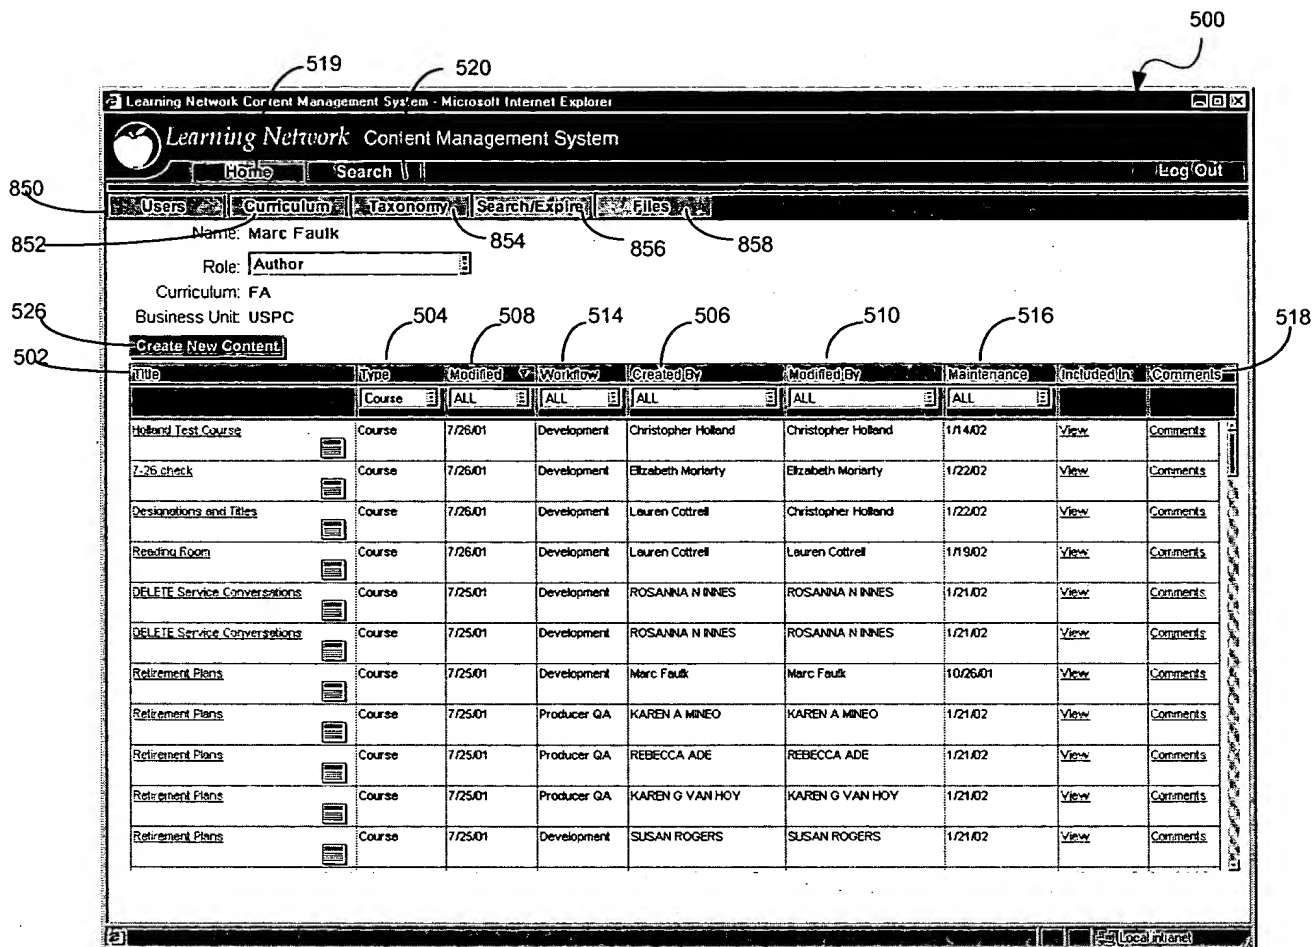 500
519 520
Learning Network Content Management System - Microsoft Internet Explorer
Learning Network Content Management System
Home Search Log Out
850
Users Curriculum Taxonomy Search/Expire Files
852 854 856 858
Name: Marc Faulk
Role: Author
Curriculum: FA
Business Unit: USPC
526 504 508 514 506 510 516 518
Create New Content
502
Title Type Modified Workflow Created By Modified By Maintenance Included In: Comments
Course ALL ALL ALL ALL ALL
Holland Test Course Course 7/26/01 Development Christopher Holland Christopher Holland 1/14/02 View Comments
7-26 check Course 7/26/01 Development Elizabeth Moriarty Elizabeth Moriarty 1/22/02 View Comments
Designations and Titles Course 7/26/01 Development Lauren Cottrell Christopher Holland 1/22/02 View Comments
Reading Room Course 7/26/01 Development Lauren Cottrell Lauren Cottrell 1/19/02 View Comments
DELETE Service Conversations Course 7/25/01 Development ROSANNA N INNES ROSANNA N INNES 1/21/02 View Comments
DELETE Service Conversations Course 7/25/01 Development ROSANNA N INNES ROSANNA N INNES 1/21/02 View Comments
Retirement Plans Course 7/25/01 Development Marc Faulk Marc Faulk 10/26/01 View Comments
Retirement Plans Course 7/25/01 Producer QA KAREN A MINEO KAREN A MINEO 1/21/02 View Comments
Retirement Plans Course 7/25/01 Producer QA REBECCA ADE REBECCA ADE 1/21/02 View Comments
Retirement Plans Course 7/25/01 Producer QA KAREN G VAN HOY KAREN G VAN HOY 1/21/02 View Comments
Retirement Plans Course 7/25/01 Development SUSAN ROGERS SUSAN ROGERS 1/21/02 View Comments
Local intranet